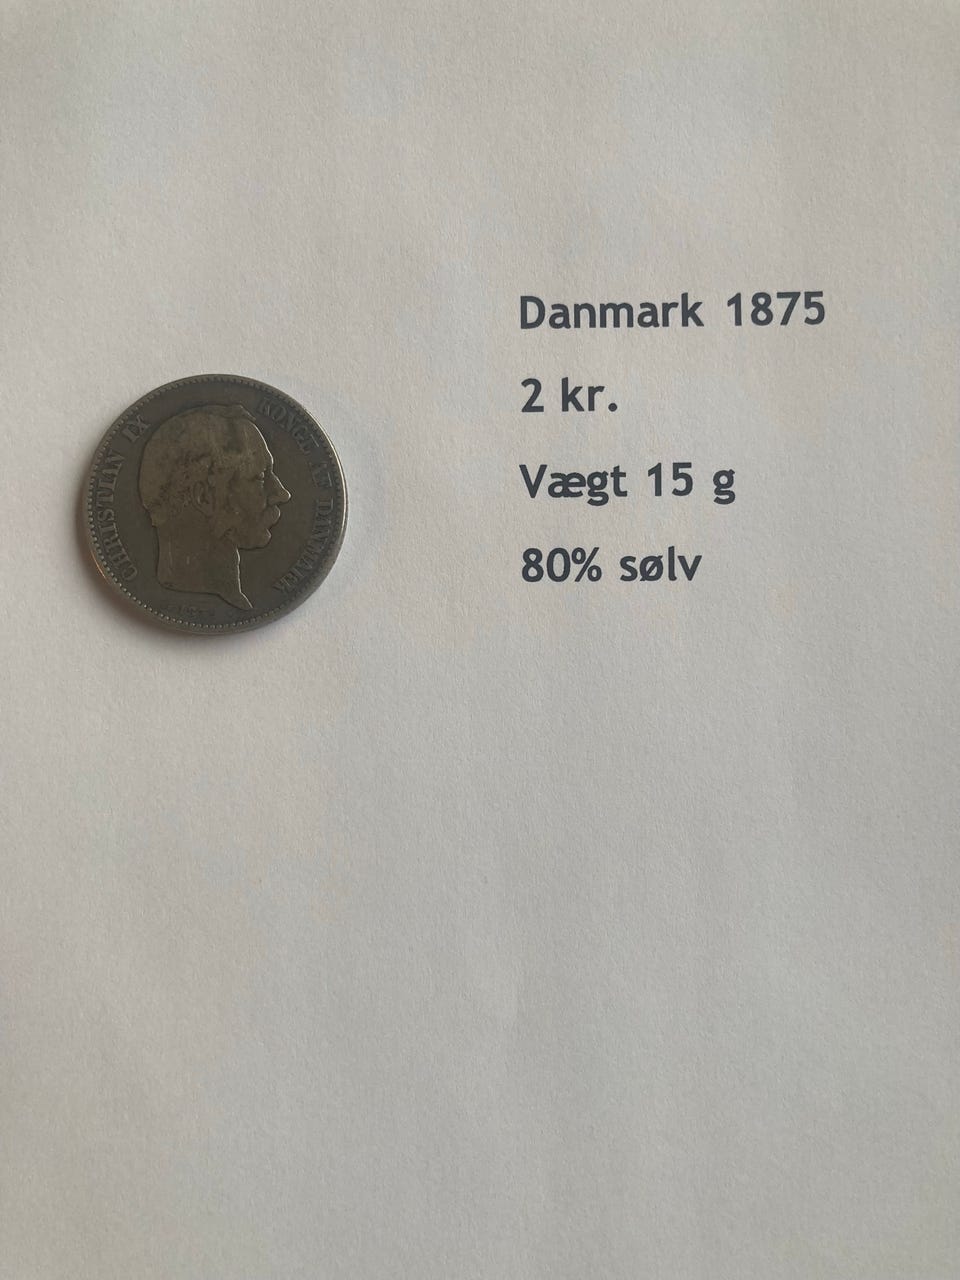 CHRISTIAN IX KONGE AF DANMARK
Danmark 1875
2 kr.
Vægt 15 g
80% sølv